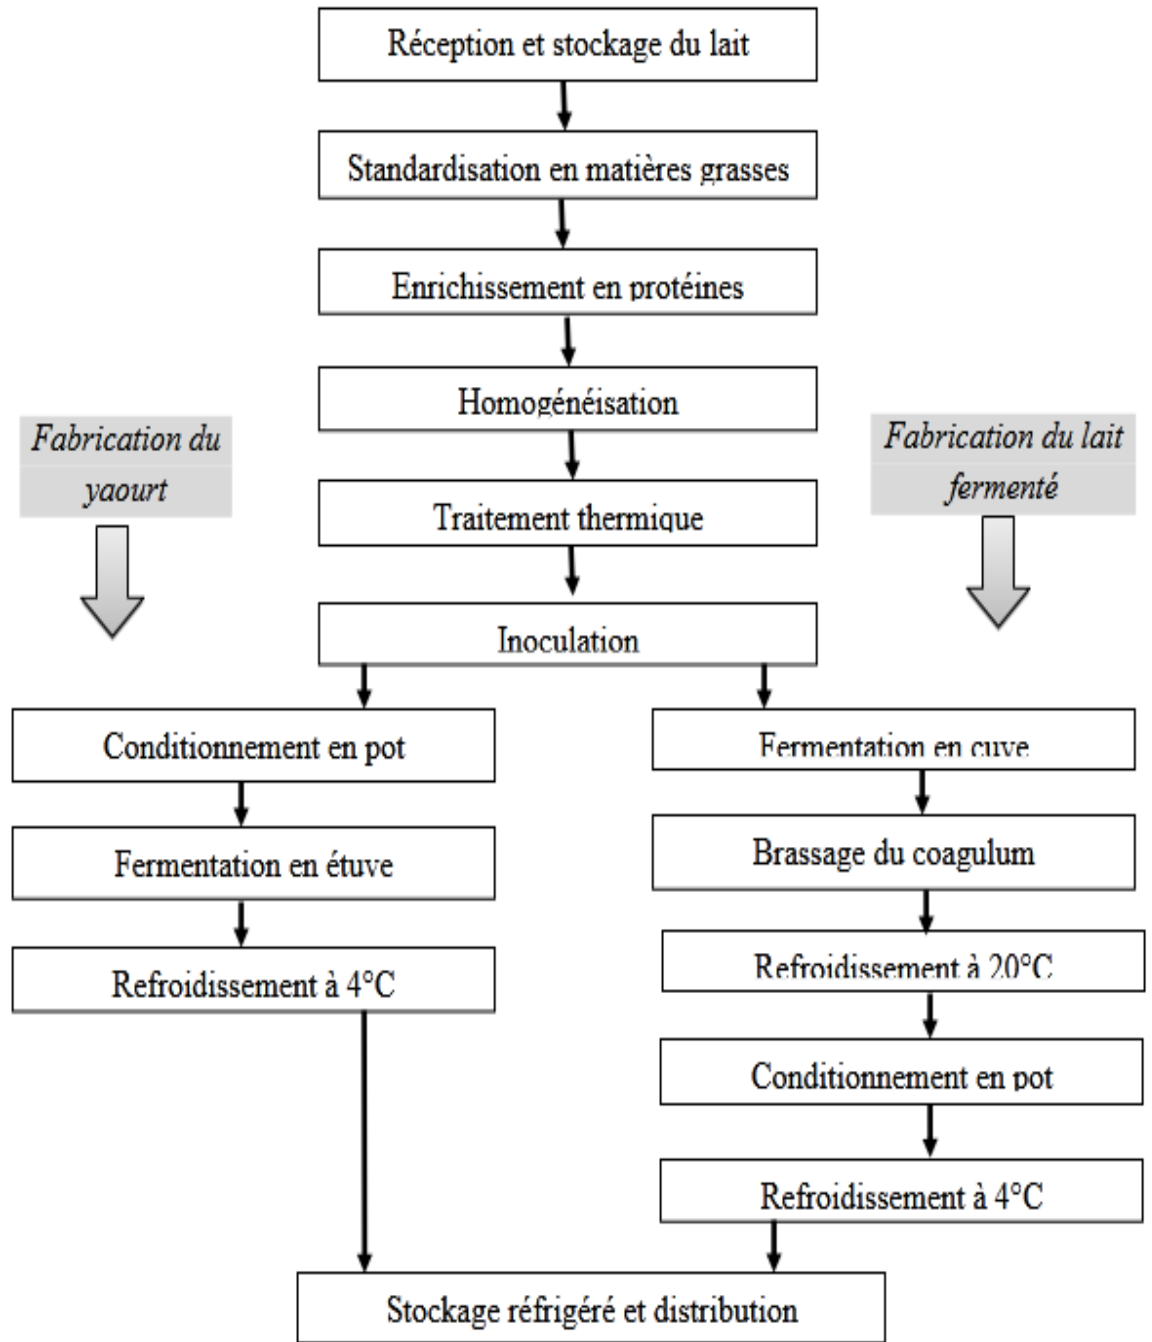 Réception et stockage du lait
Standardisation en matières grasses
Enrichissement en protéines
Homogénéisation
Fabrication du
yaourt
Fabrication du lait
fermenté
Traitement thermique
Inoculation
Conditionnement en pot
Fermentation en étuve
Refroidissement à 4°C
Fermentation en cuve
Brassage du coagulum
Refroidissement à 20°C
Conditionnement en pot
Refroidissement à 4°C
Stockage réfrigéré et distribution